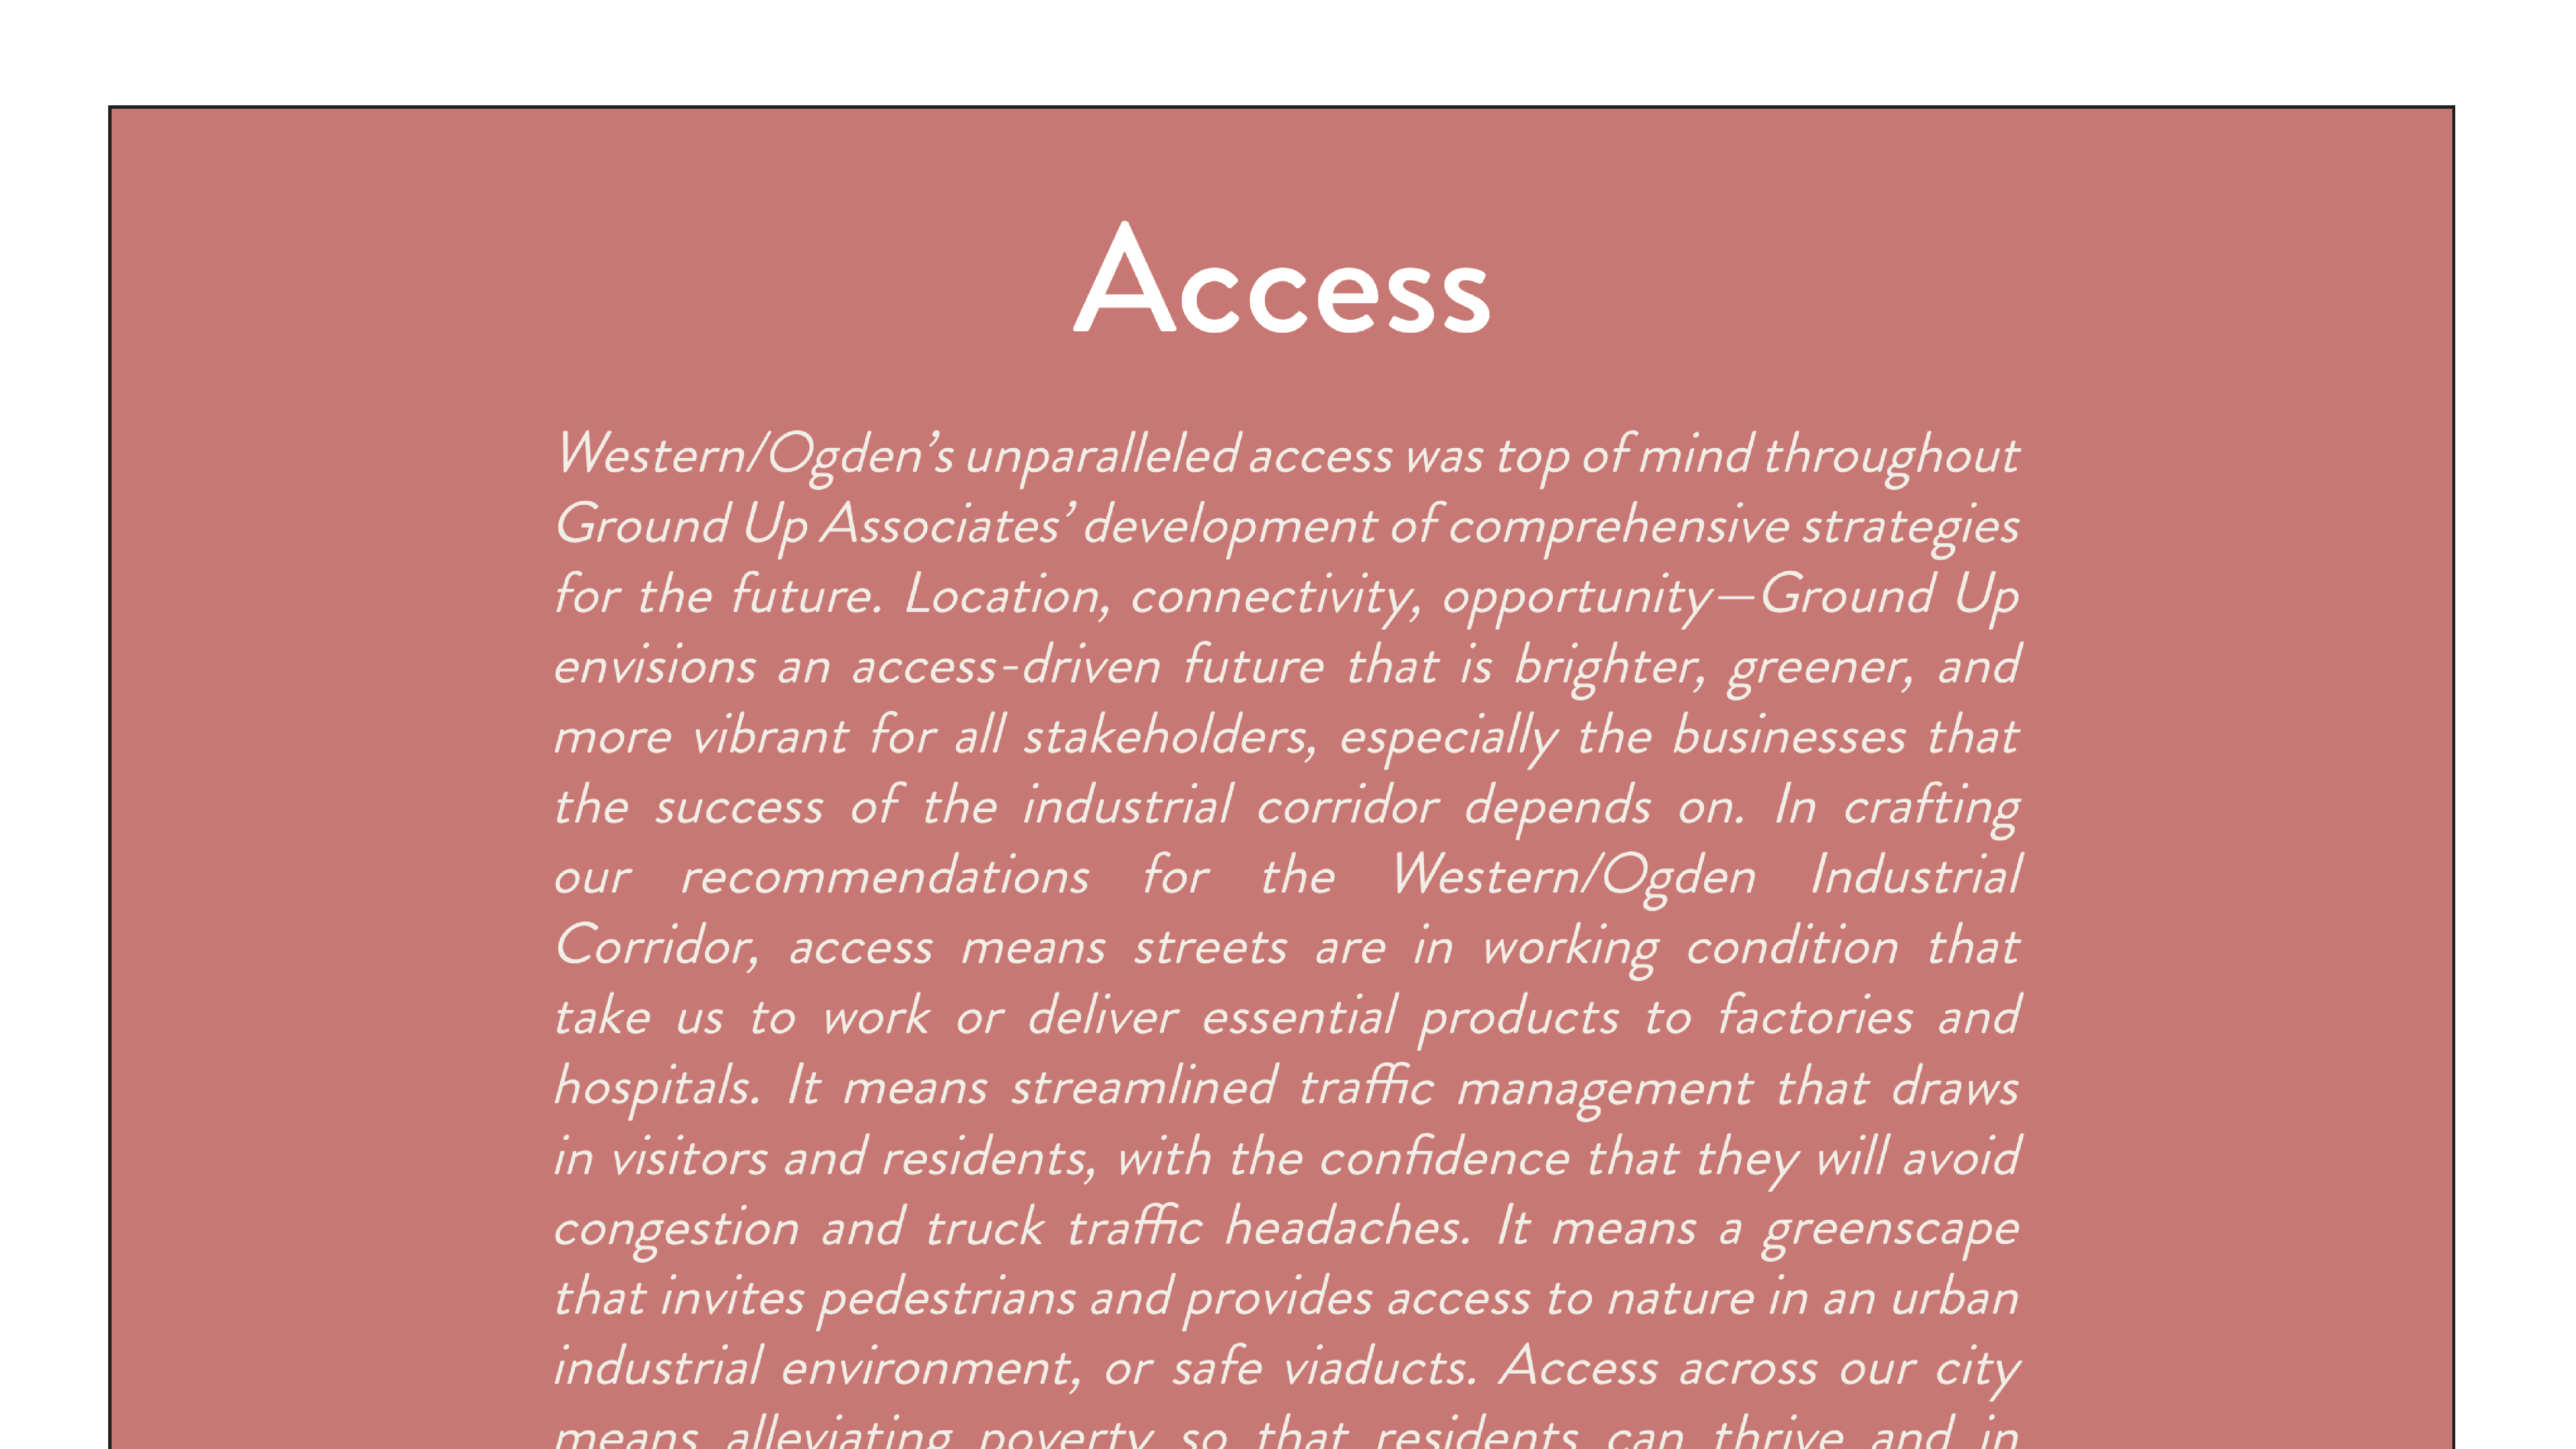 Access
Western/Ogden’s unparalleled access was top of mind throughout
Ground Up Associates’ development of comprehensive strategies
for the future. Location, connectivity, opportunity—Ground Up
envisions an access-driven future that is brighter, greener, and
more vibrant for all stakeholders, especially the businesses that
the success of the industrial corridor depends on. In crafting
our recommendations for the Western/Ogden Industrial
Corridor, access means streets are in working condition that
take us to work or deliver essential products to factories and
hospitals. It means streamlined traffic management that draws
in visitors and residents, with the confidence that they will avoid
congestion and truck traffic headaches. It means a greenscape
that invites pedestrians and provides access to nature in an urban
industrial environment, or safe viaducts. Access across our city
means alleviating poverty so that residents can thrive and in